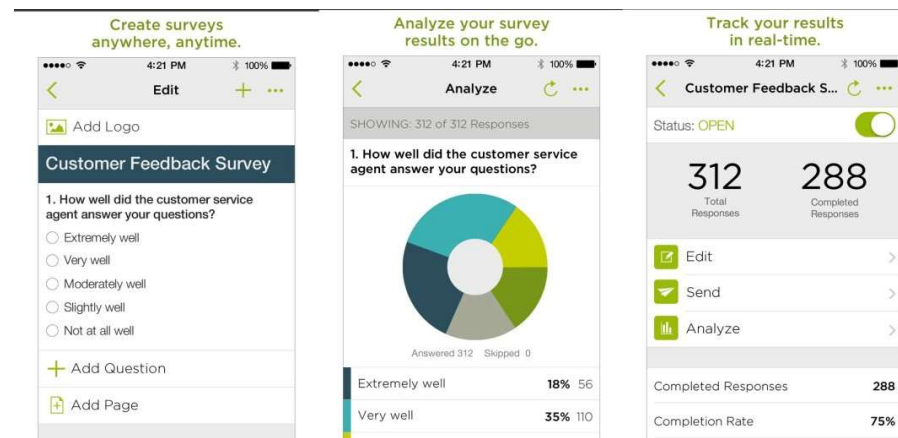 Create surveys
anywhere, anytime.
4:21 PM
100%
Edit
Add Logo
Customer Feedback Survey
1. How well did the customer service
agent answer your questions?
Extremely well
Very well
Moderately well
Slightly well
Not at all well
Add Question
Add Page
Analyze your survey
results on the go.
4:21 PM
100%
Analyze
SHOWING: 312 of 312 Responses
1. How well did the customer service
agent answer your questions?
Answered 312 Skipped 0
Extremely well 18% 56
Very well 35% 110
Track your results
in real-time.
4:21 PM
100%
Customer Feedback S...
Status: OPEN
312 288
Total Completed
Responses Responses
Edit
Send
Analyze
Completed Responses 288
Completion Rate 75%